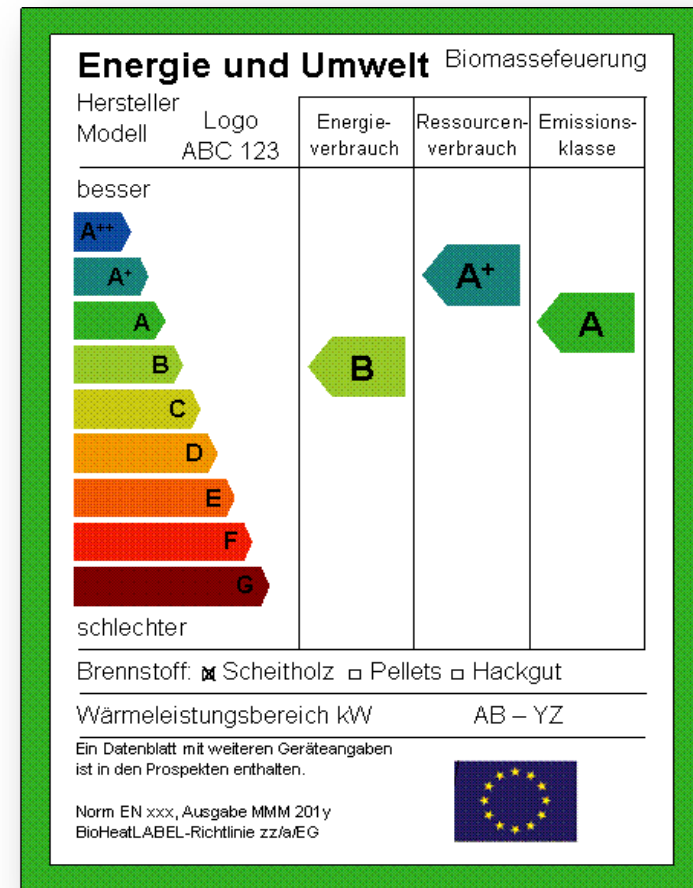 Energie und Umwelt Biomassefeuerung
Hersteller
Modell
Logo
ABC 123
Energie-
verbrauch
Ressourcen-
verbrauch
Emissions-
klasse
besser
A++
A+
A
B
C
D
E
F
G
B
A+
A
schlechter
Brennstoff: Scheitholz Pellets Hackgut
Wärmeleistungsbereich kW AB – YZ
Ein Datenblatt mit weiteren Geräteangaben
ist in den Prospekten enthalten.
Norm EN xxx, Ausgabe MMM 201y
BioHeatLABEL-Richtlinie zz/a/EG